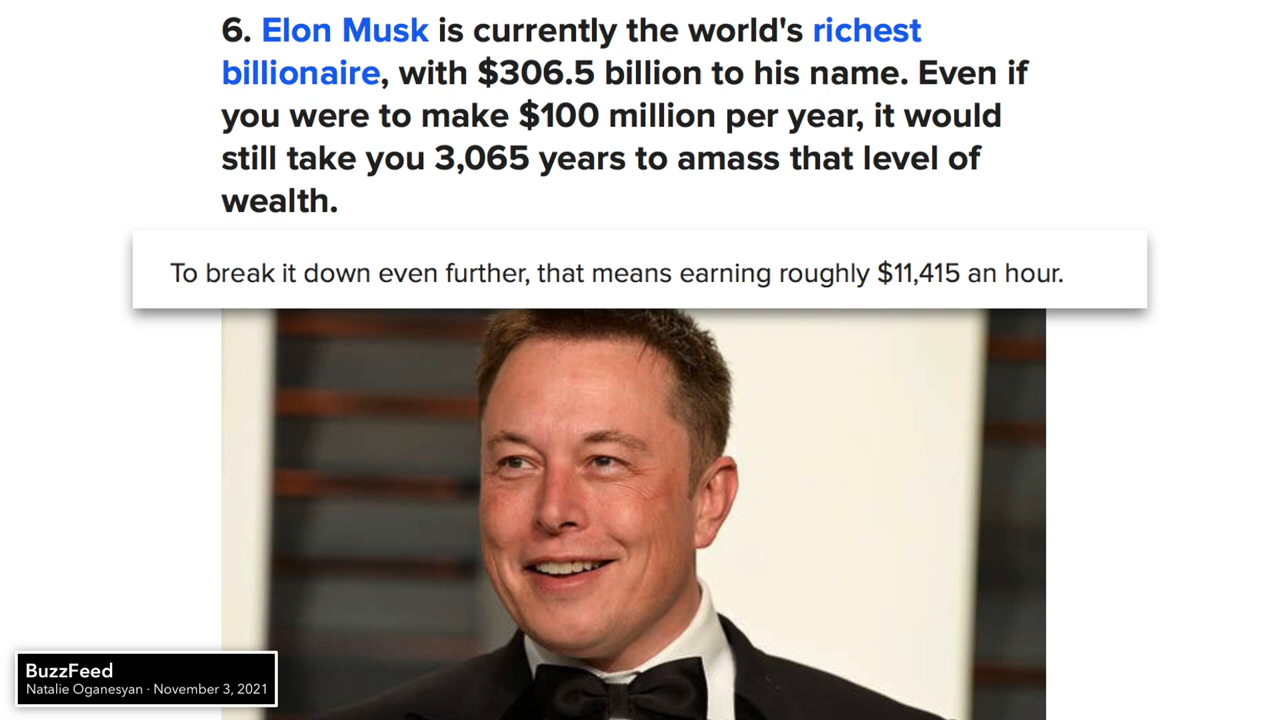 6. Elon Musk is currently the world's richest
billionaire, with $306.5 billion to his name. Even if
you were to make $100 million per year, it would
still take you 3,065 years to amass that level of
wealth.
To break it down even further, that means earning roughly $11,415 an hour.
BuzzFeed
Natalie Oganesyan · November 3, 2021